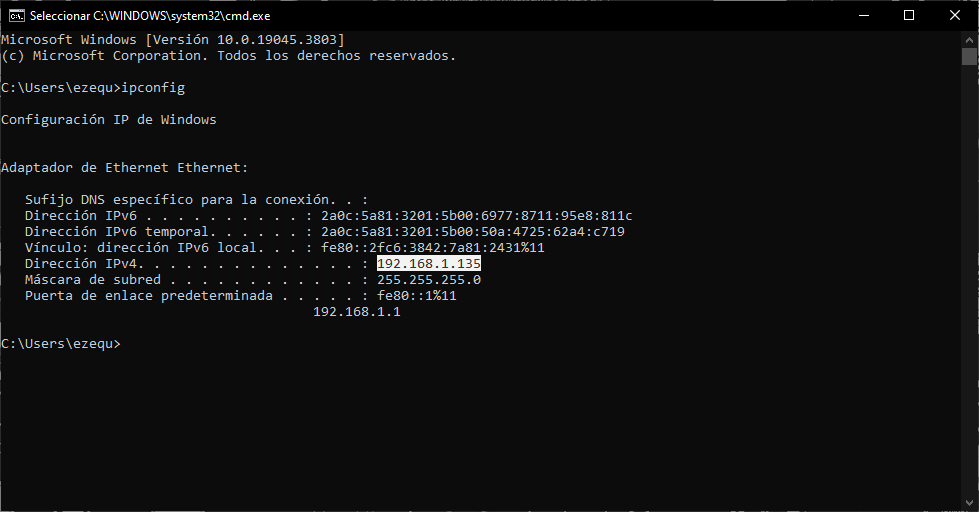 Seleccionar C:\WINDOWS\system32\cmd.exe
Microsoft Windows [Versión 10.0.19045.3803]
(c) Microsoft Corporation. Todos los derechos reservados.
C:\Users\ezequ>ipconfig
Configuración IP de Windows
Adaptador de Ethernet Ethernet:
Sufijo DNS específico para la conexión. . :
Dirección IPv6 . . . . . . . . . . : 2a0c:5a81:3201:5b00:6977:8711:95e8:811c
Dirección IPv6 temporal. . . . . . : 2a0c:5a81:3201:5b00:50a:4725:62a4:c719
Vínculo: dirección IPv6 local. . . : fe80::2fc6:3842:7a81:2431%11
Dirección IPv4. . . . . . . . . . . . . . : 192.168.1.135
Máscara de subred . . . . . . . . . . . . : 255.255.255.0
Puerta de enlace predeterminada . . . . . : fe80::1%11
192.168.1.1
C:\Users\ezequ>